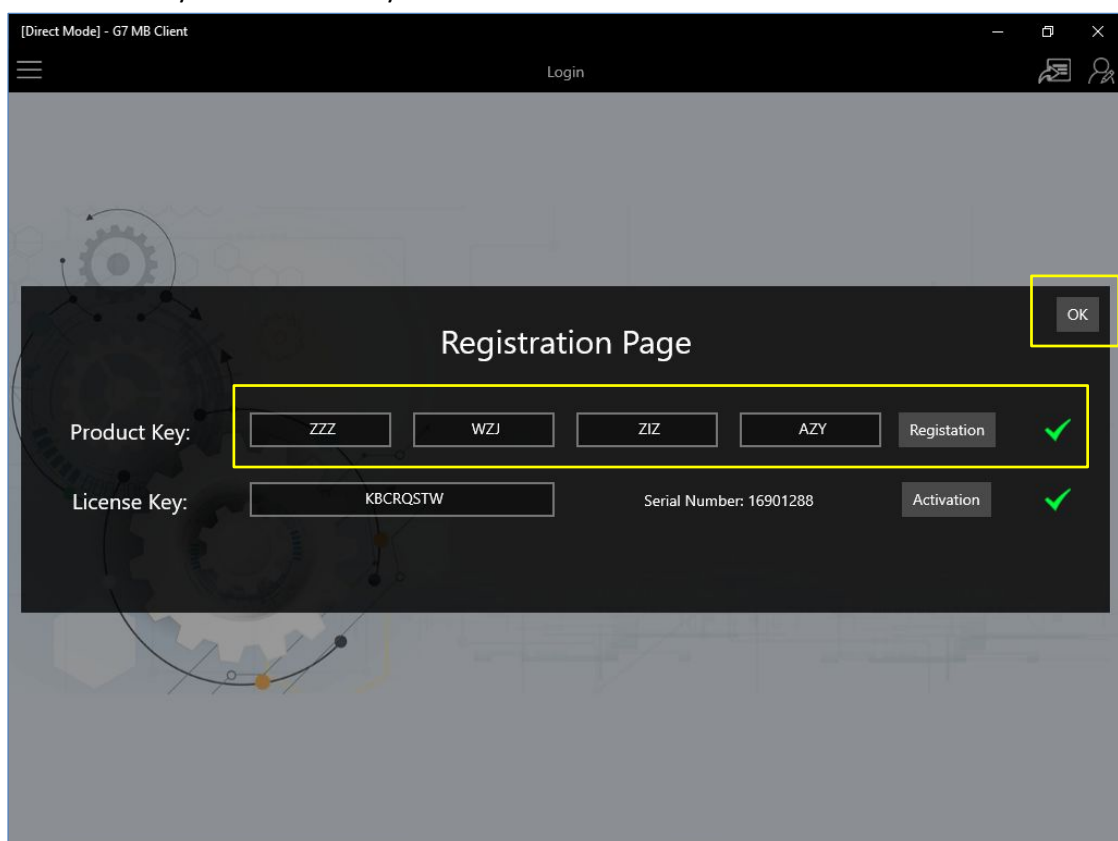 [Direct Mode] - G7 MB Client
Login
OK
Registration Page
Product Key: ZZZ WZJ ZIZ AZY Registation
License Key: KBCRQSTW Serial Number: 16901288 Activation